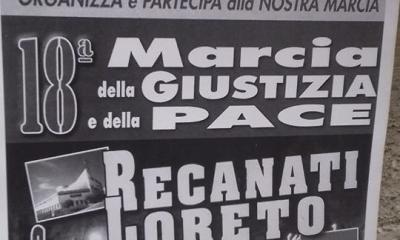 ORGANIZZA e PARTECIPA alla NOSTRA MARCIA
18ª Marcia
della GIUSTIZIA
e della PACE
RECANATI
LORETO